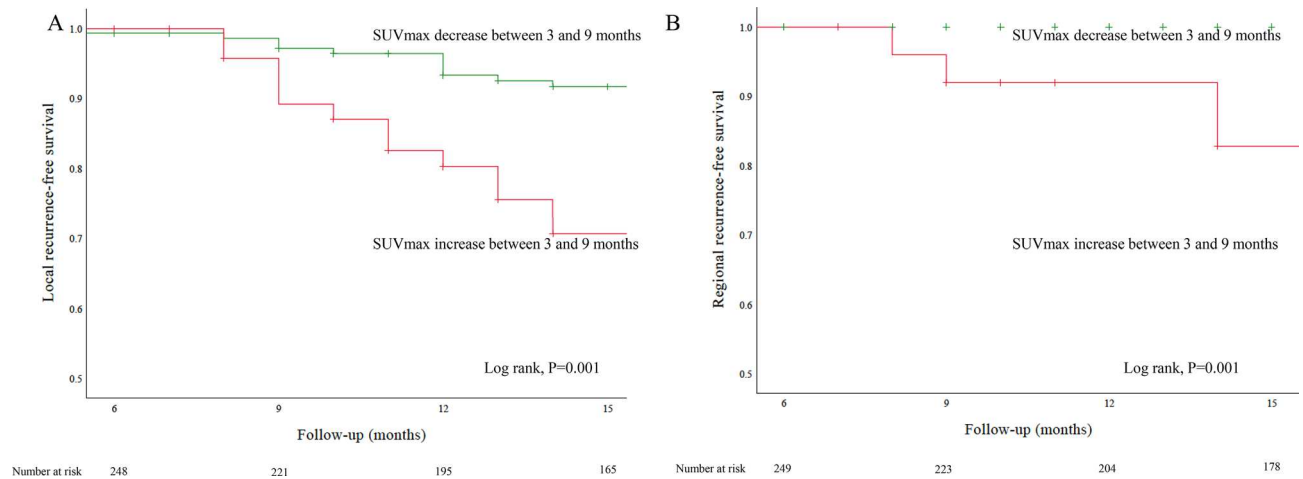 A
Local recurrence-free survival
1.0
0.9
0.8
0.7
0.6
0.5
SUVmax decrease between 3 and 9 months
SUVmax increase between 3 and 9 months
Log rank, P=0.001
6 9 12 15
Follow-up (months)
Number at risk 248 221 195 165
B
Regional recurrence-free survival
1.0
0.9
0.8
0.7
0.6
0.5
SUVmax decrease between 3 and 9 months
SUVmax increase between 3 and 9 months
Log rank, P=0.001
6 9 12 15
Follow-up (months)
Number at risk 249 223 204 178